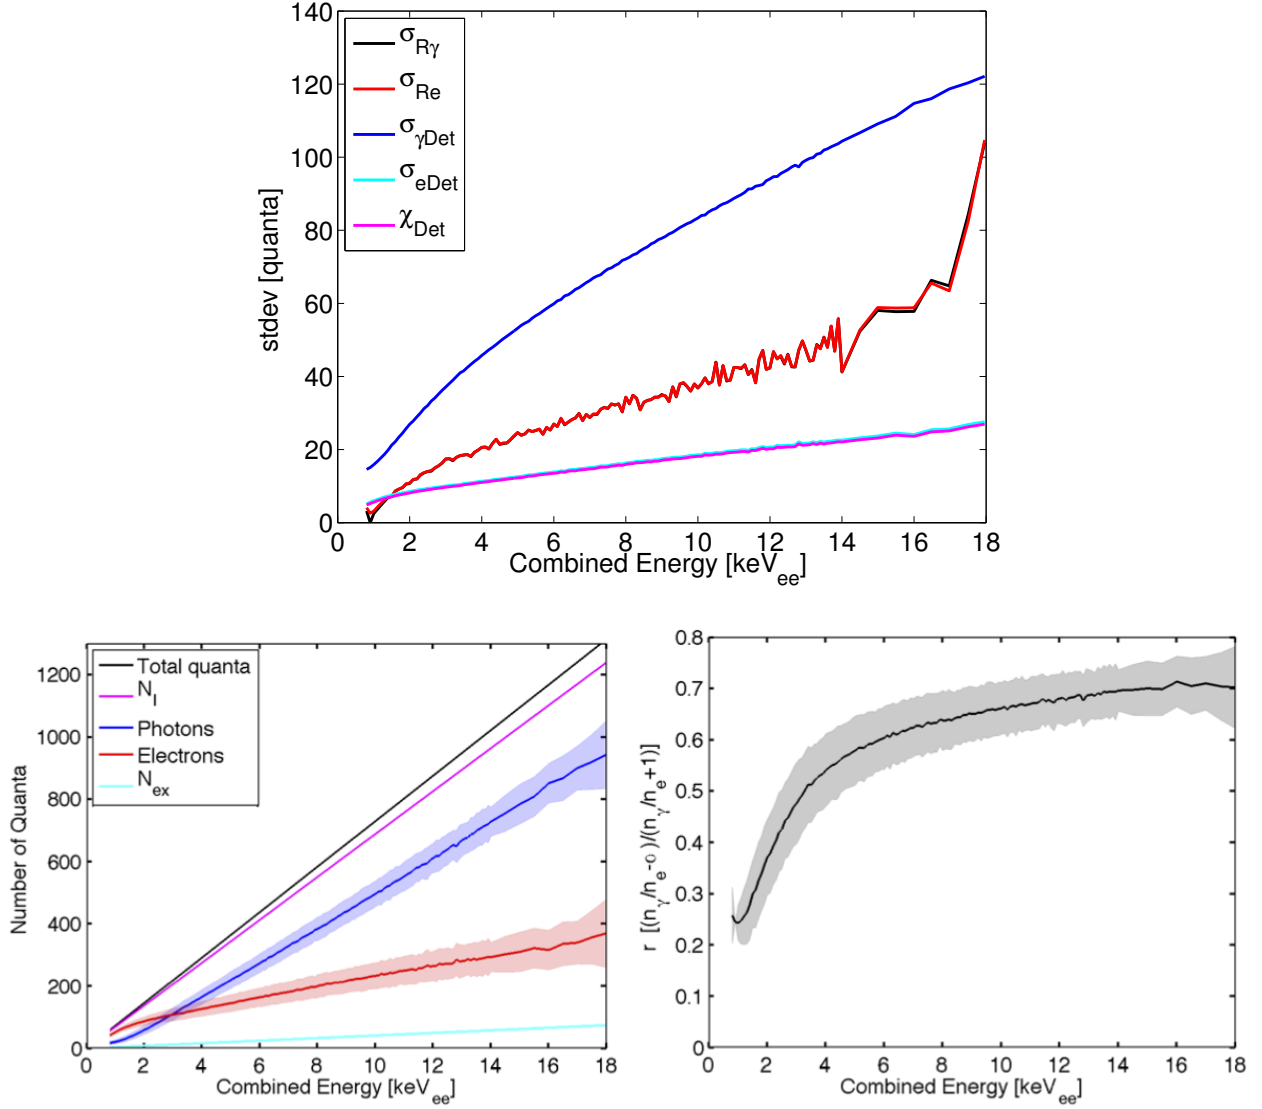 140
120
100
80
60
40
20
0
stdev [quanta]
σRγ
σRe
σγDet
σeDet
χDet
0 2 4 6 8 10 12 14 16 18
Combined Energy [keVee]
1200
1000
800
600
400
200
0
Number of Quanta
Total quanta
NI
Photons
Electrons
Nex
0 2 4 6 8 10 12 14 16 18
Combined Energy [keVee]
0.8
0.7
0.6
0.5
0.4
0.3
0.2
0.1
0
r [(nγ/ne-α)/(nγ/ne+1)]
0 2 4 6 8 10 12 14 16 18
Combined Energy [keVee]